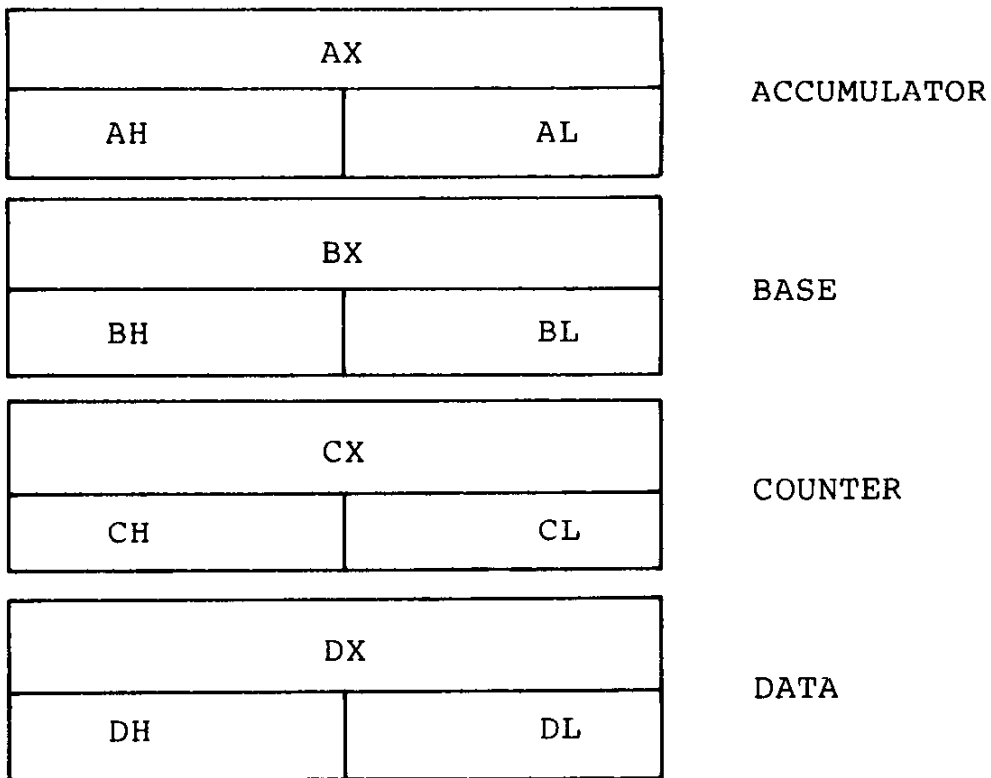 AX
ACCUMULATOR
AH AL
BX
BASE
BH BL
CX
COUNTER
CH CL
DX
DATA
DH DL